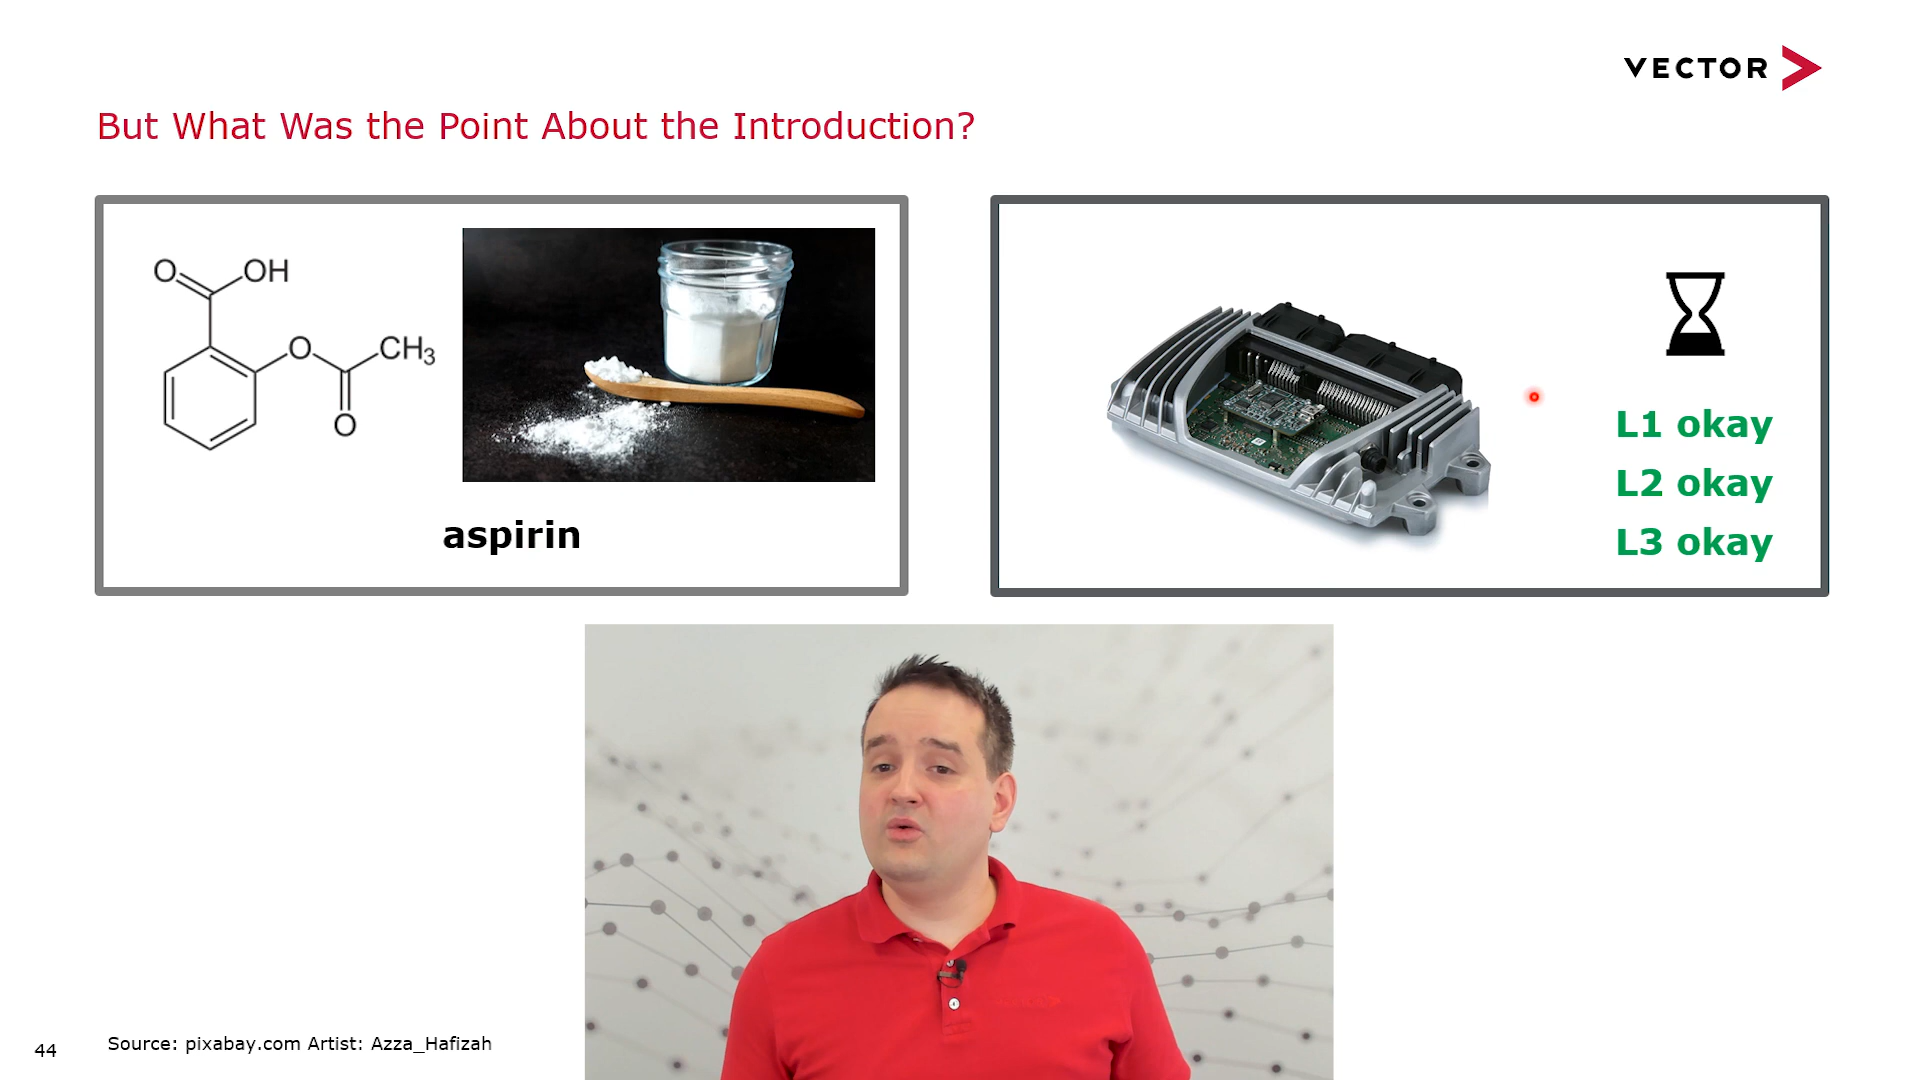 VECTOR
But What Was the Point About the Introduction?
O
OH
O
CH3
O
aspirin
L1 okay
L2 okay
L3 okay
44
Source: pixabay.com Artist: Azza_Hafizah